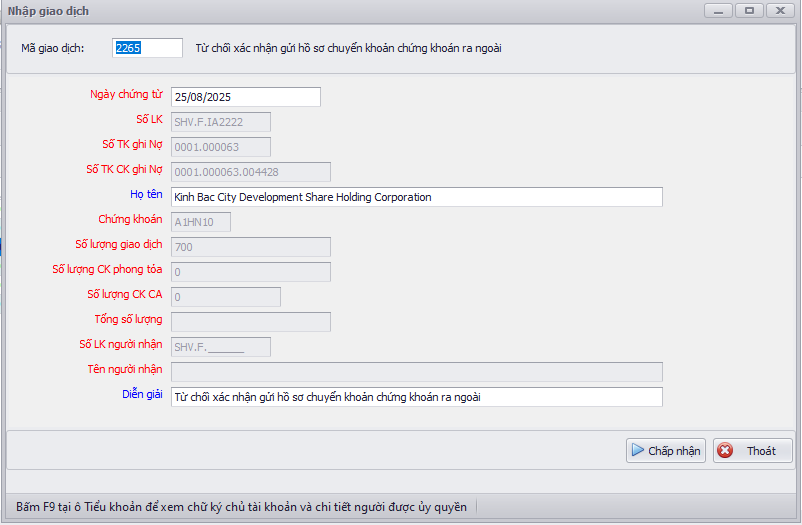 Nhập giao dịch
Mã giao dịch: 2265 Từ chối xác nhận gửi hồ sơ chuyển khoản chứng khoán ra ngoài
Ngày chứng từ 25/08/2025
Số LK SHV.F.IA2222
Số TK ghi Nợ 0001.000063
Số TK CK ghi Nợ 0001.000063.004428
Họ tên Kinh Bac City Development Share Holding Corporation
Chứng khoán A1HN10
Số lượng giao dịch 700
Số lượng CK phong tỏa 0
Số lượng CK CA 0
Tổng số lượng
Số LK người nhận SHV.F.______
Tên người nhận
Diễn giải Từ chối xác nhận gửi hồ sơ chuyển khoản chứng khoán ra ngoài
Chấp nhận Thoát
Bấm F9 tại ô Tiểu khoản để xem chữ ký chủ tài khoản và chi tiết người được ủy quyền